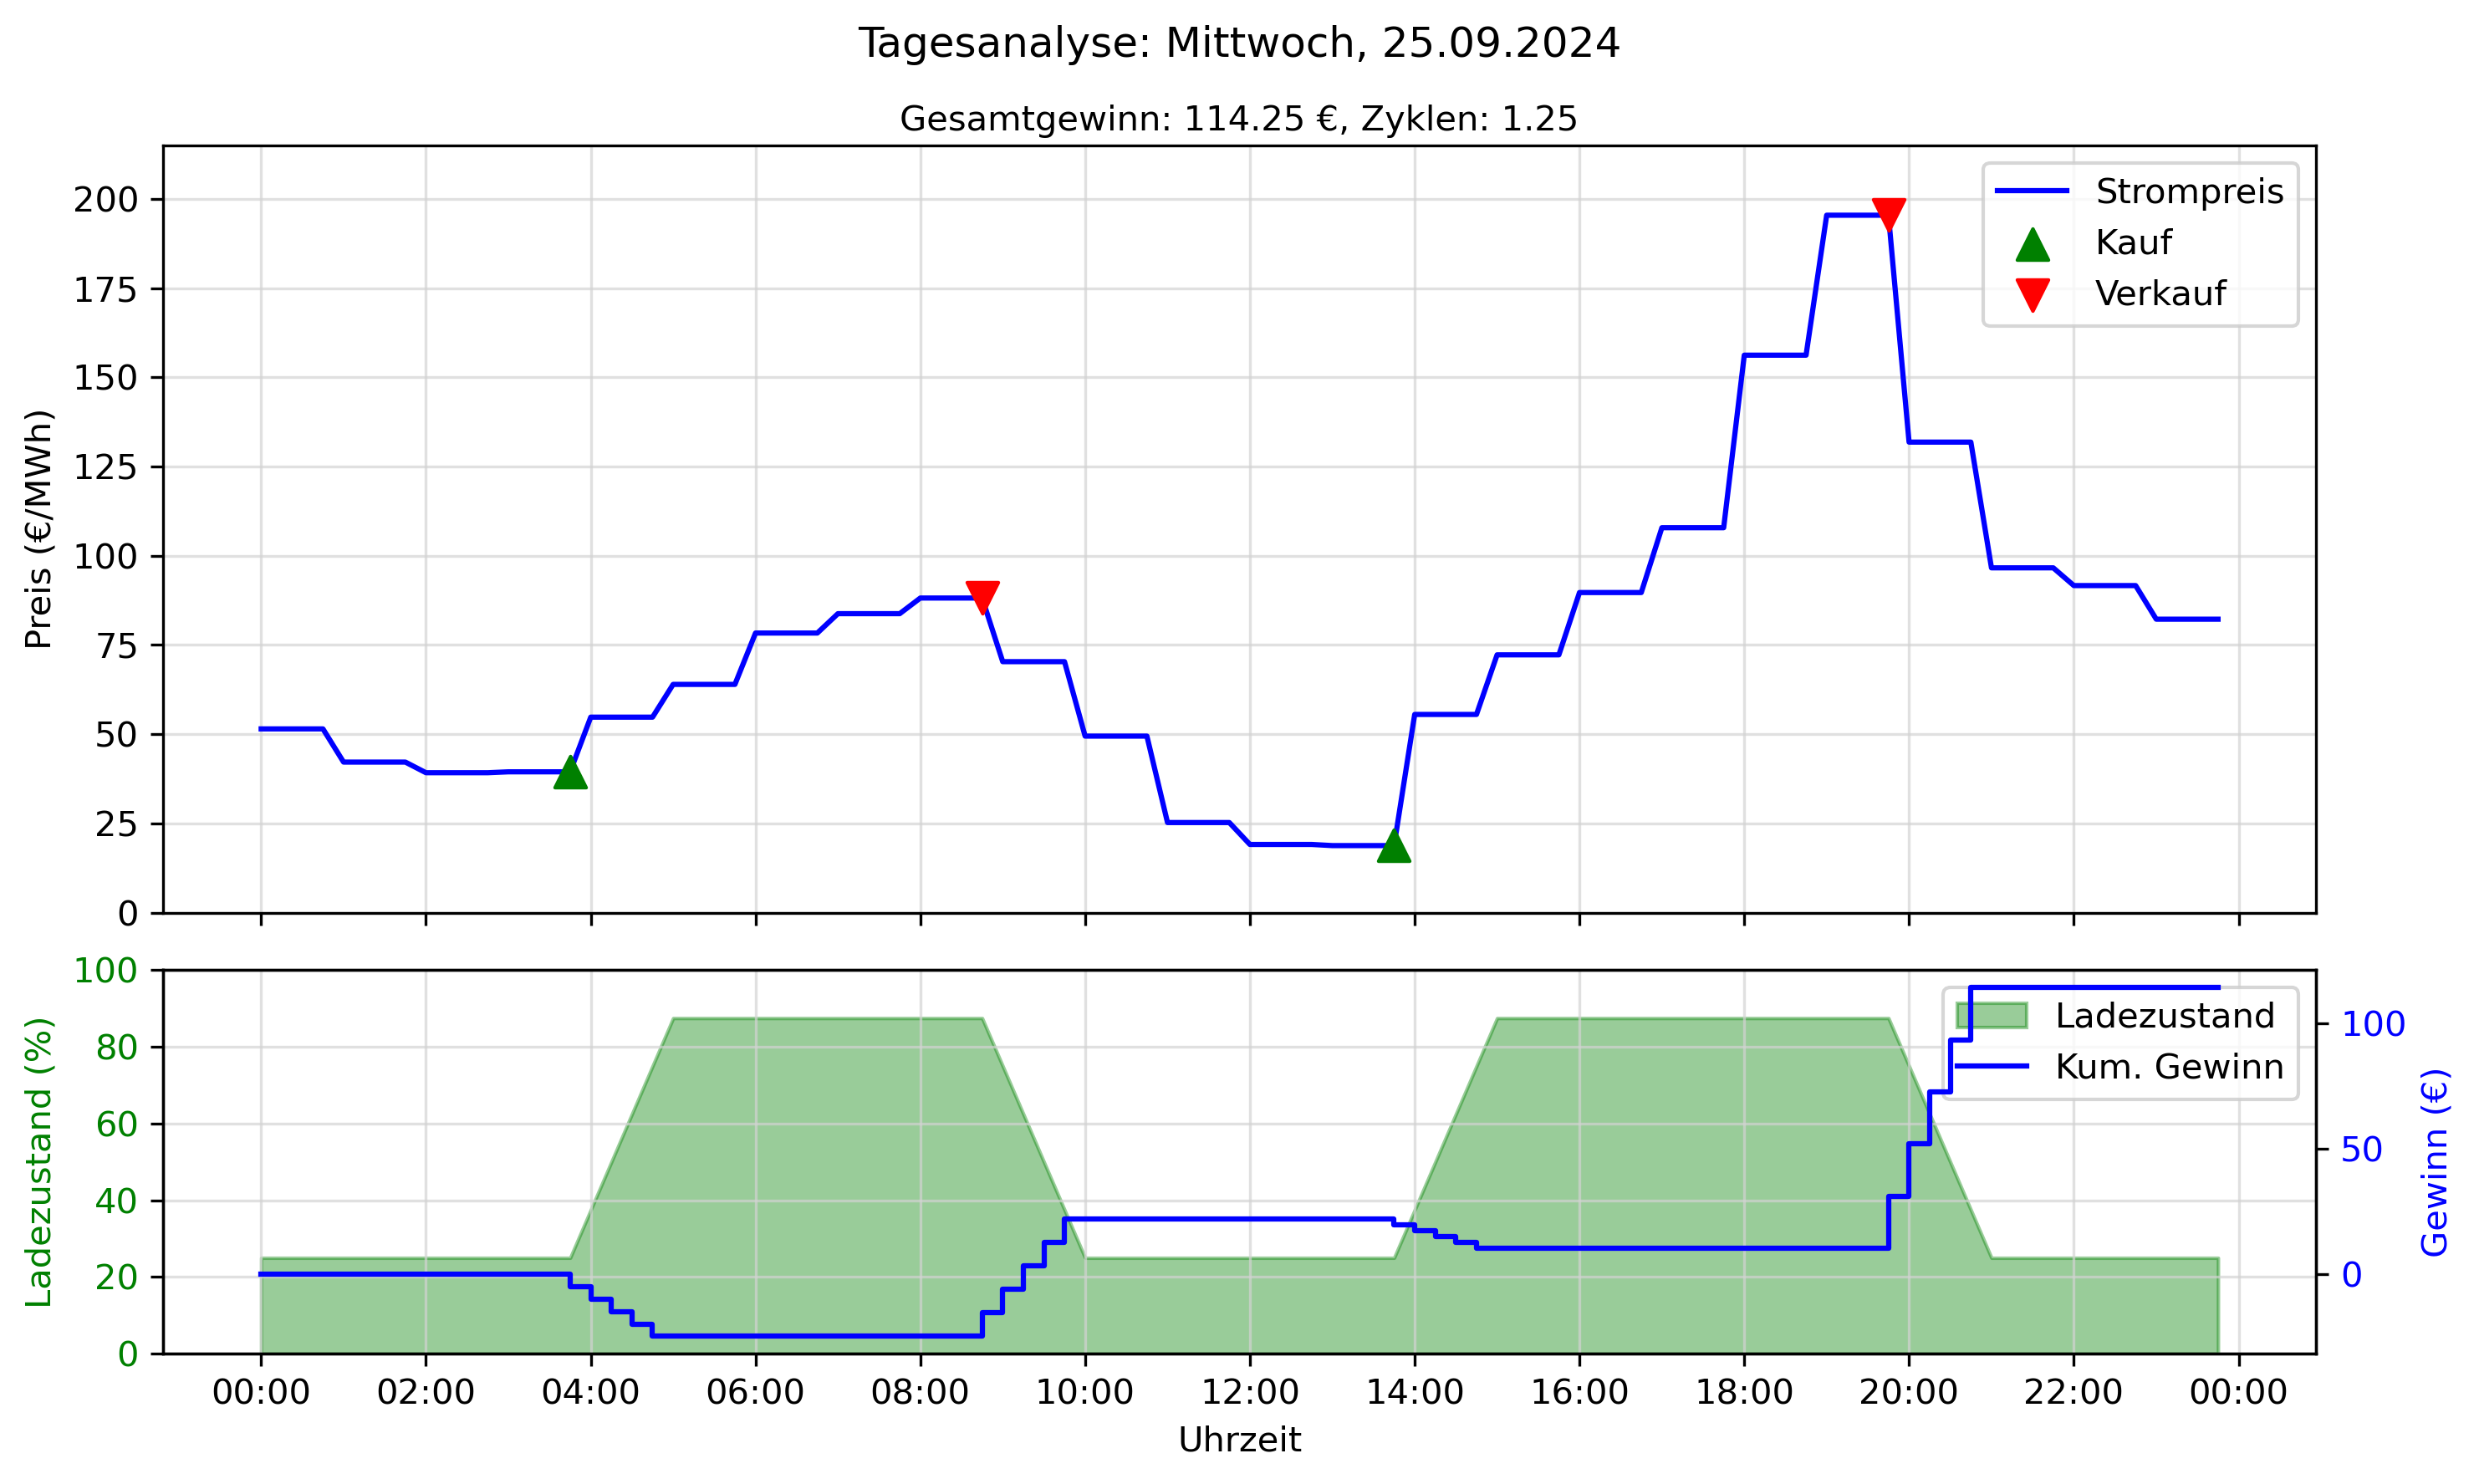 Tagesanalyse: Mittwoch, 25.09.2024
Gesamtgewinn: 114.25 €, Zyklen: 1.25
Preis (€/MWh)
200
175
150
125
100
75
50
25
0
Strompreis
Kauf
Verkauf
Ladezustand (%)
100
80
60
40
20
0
Ladezustand
Kum. Gewinn
100
50
0
Gewinn (€)
00:00 02:00 04:00 06:00 08:00 10:00 12:00 14:00 16:00 18:00 20:00 22:00 00:00
Uhrzeit